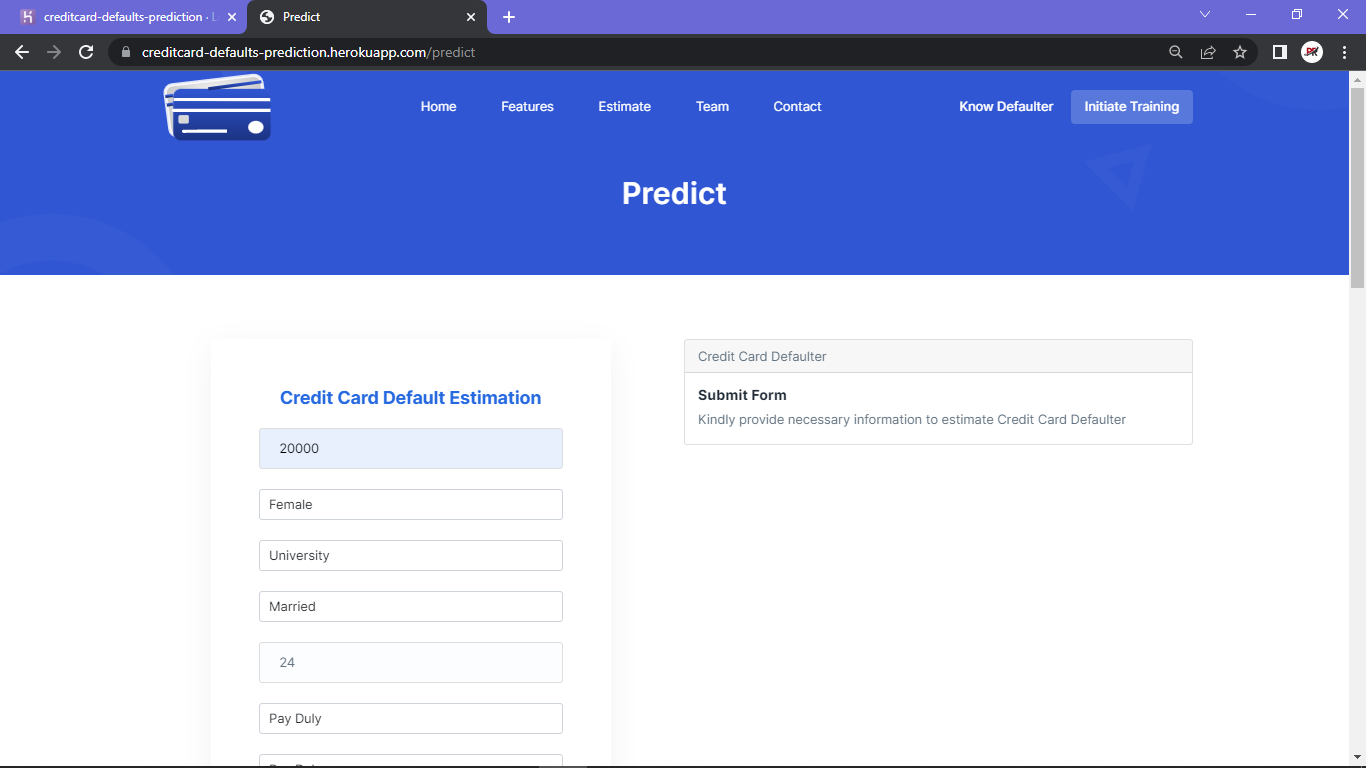 creditcard-defaults-prediction ·
Predict
creditcard-defaults-prediction.herokuapp.com/predict
Home
Features
Estimate
Team
Contact
Know Defaulter
Initiate Training
Predict
Credit Card Default Estimation
20000
Female
University
Married
24
Pay Duly
Credit Card Defaulter
Submit Form
Kindly provide necessary information to estimate Credit Card Defaulter